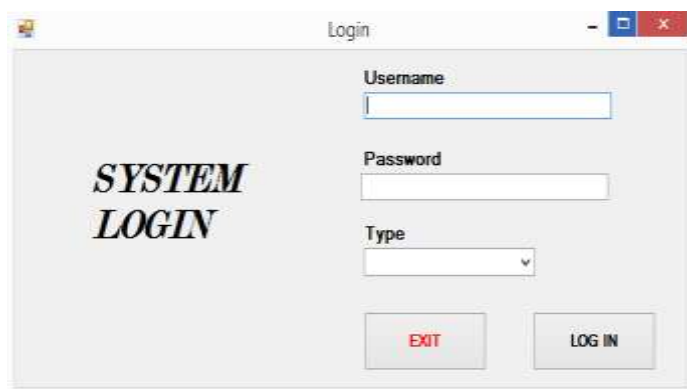 Login
Username
Password
SYSTEM
LOGIN
Type
EXIT
LOG IN